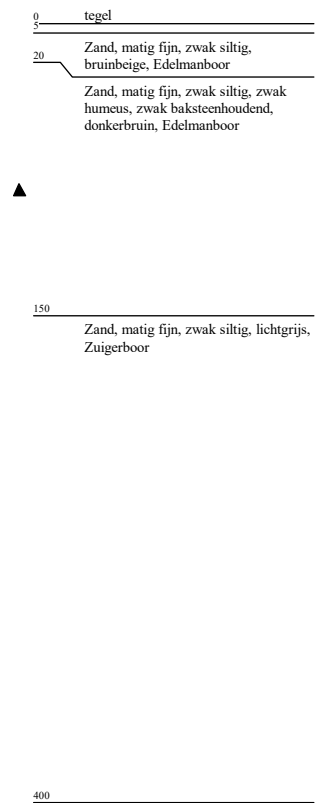 0 tegel
5
20 Zand, matig fijn, zwak siltig,
bruinbeige, Edelmanboor
Zand, matig fijn, zwak siltig, zwak
humeus, zwak baksteenhoudend,
donkerbruin, Edelmanboor
150
Zand, matig fijn, zwak siltig, lichtgrijs,
Zuigerboor
400